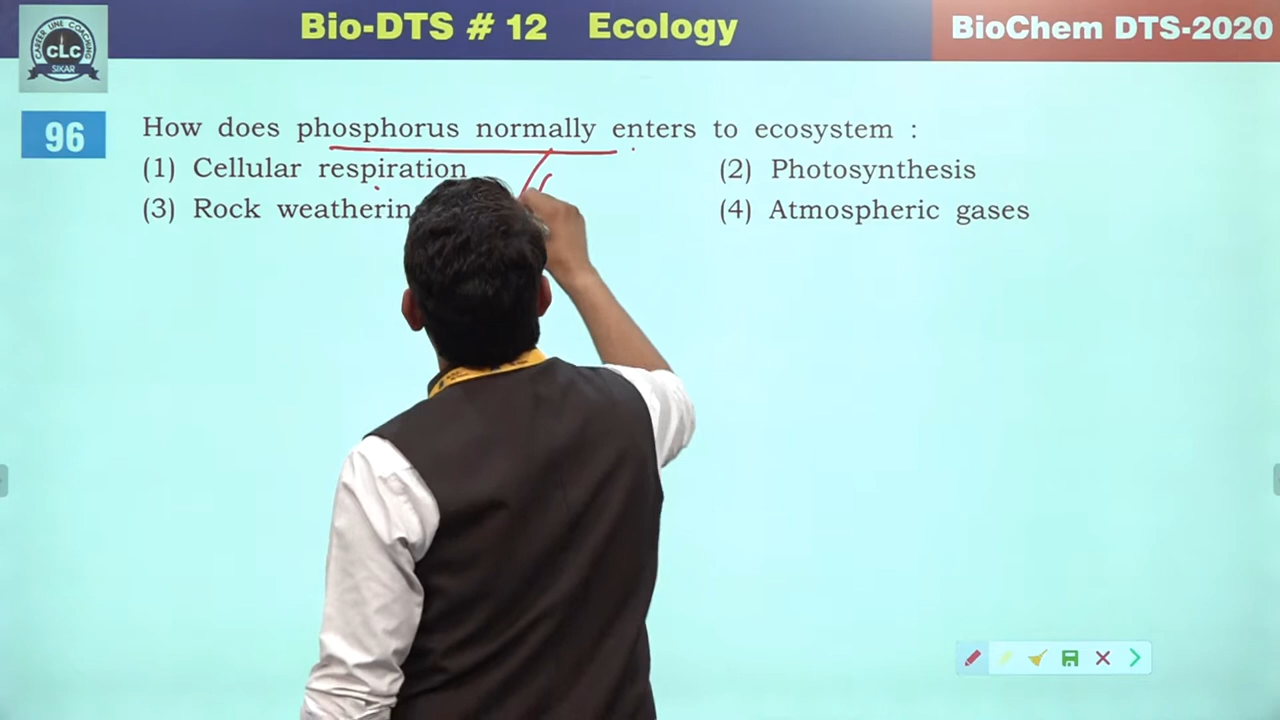 Bio-DTS # 12 Ecology
BioChem DTS-2020
CAREER LINE COACHING
CLC
SIKAR
96 How does phosphorus normally enters to ecosystem :
(1) Cellular respiration (2) Photosynthesis
(3) Rock (4) Atmospheric gases